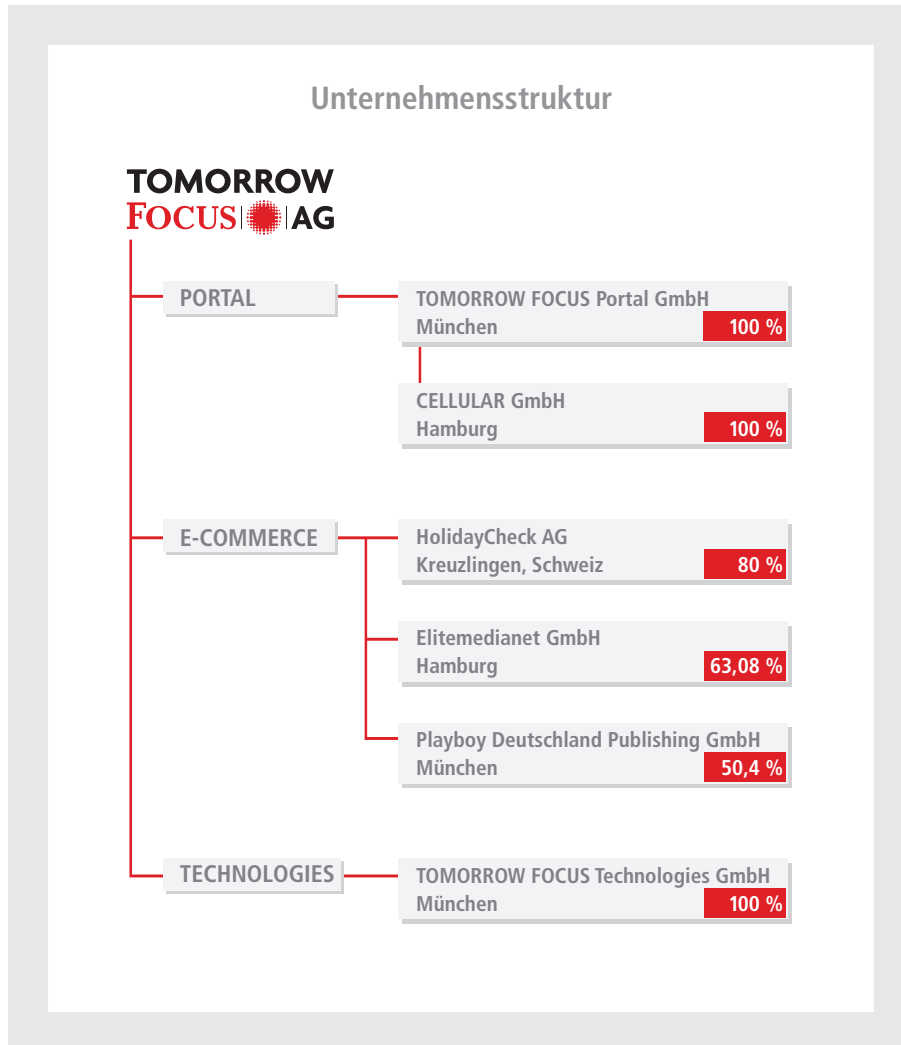 Unternehmensstruktur
TOMORROW
FOCUS AG
PORTAL
TOMORROW FOCUS Portal GmbH
München
100 %
CELLULAR GmbH
Hamburg
100 %
E-COMMERCE
HolidayCheck AG
Kreuzlingen, Schweiz
80 %
Elitemedianet GmbH
Hamburg
63,08 %
Playboy Deutschland Publishing GmbH
München
50,4 %
TECHNOLOGIES
TOMORROW FOCUS Technologies GmbH
München
100 %